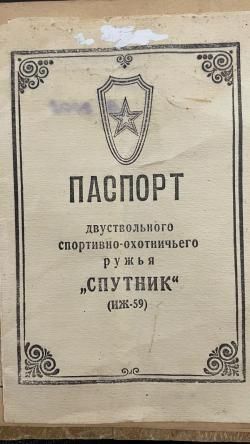 ПАСПОРТ
двуствольного
спортивно-охотничьего
ружья
„СПУТНИК“
(ИЖ-59)